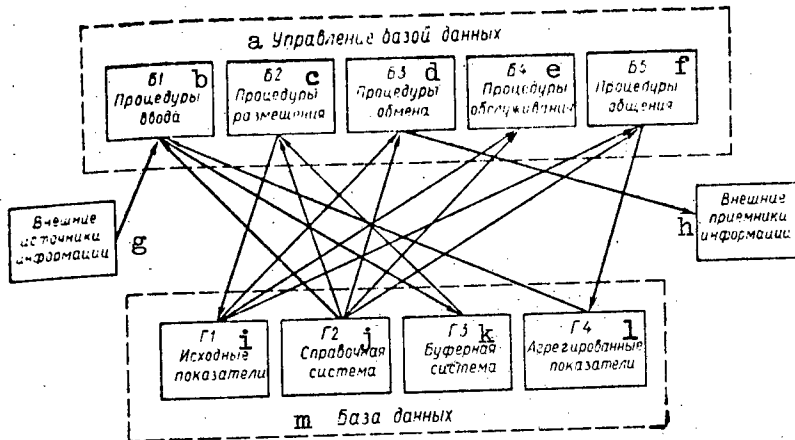 a Управление базой данных
Б1 b
Процедуры
ввода
Б2 c
Процедуры
размещения
Б3 d
Процедуры
обмена
Б4 e
Процедуры
обслуживания
Б5 f
Процедуры
общения
Внешние
источники
информации
g
h
Внешние
приемники
информации
Г1 i
Исходные
показатели
Г2 j
Справочная
система
Г3 k
Буферная
система
Г4 l
Агрегированные
показатели
m База данных